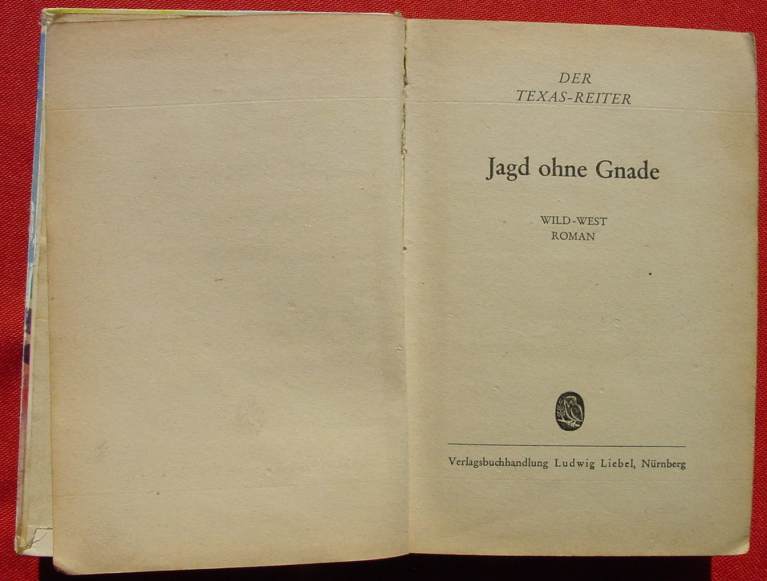 DER
TEXAS-REITER
Jagd ohne Gnade
WILD-WEST
ROMAN
Verlagsbuchhandlung Ludwig Liebel, Nürnberg